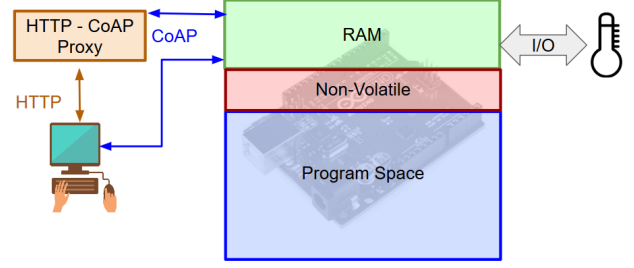 HTTP - CoAP
Proxy
CoAP
HTTP
RAM
I/O
Non-Volatile
Program Space